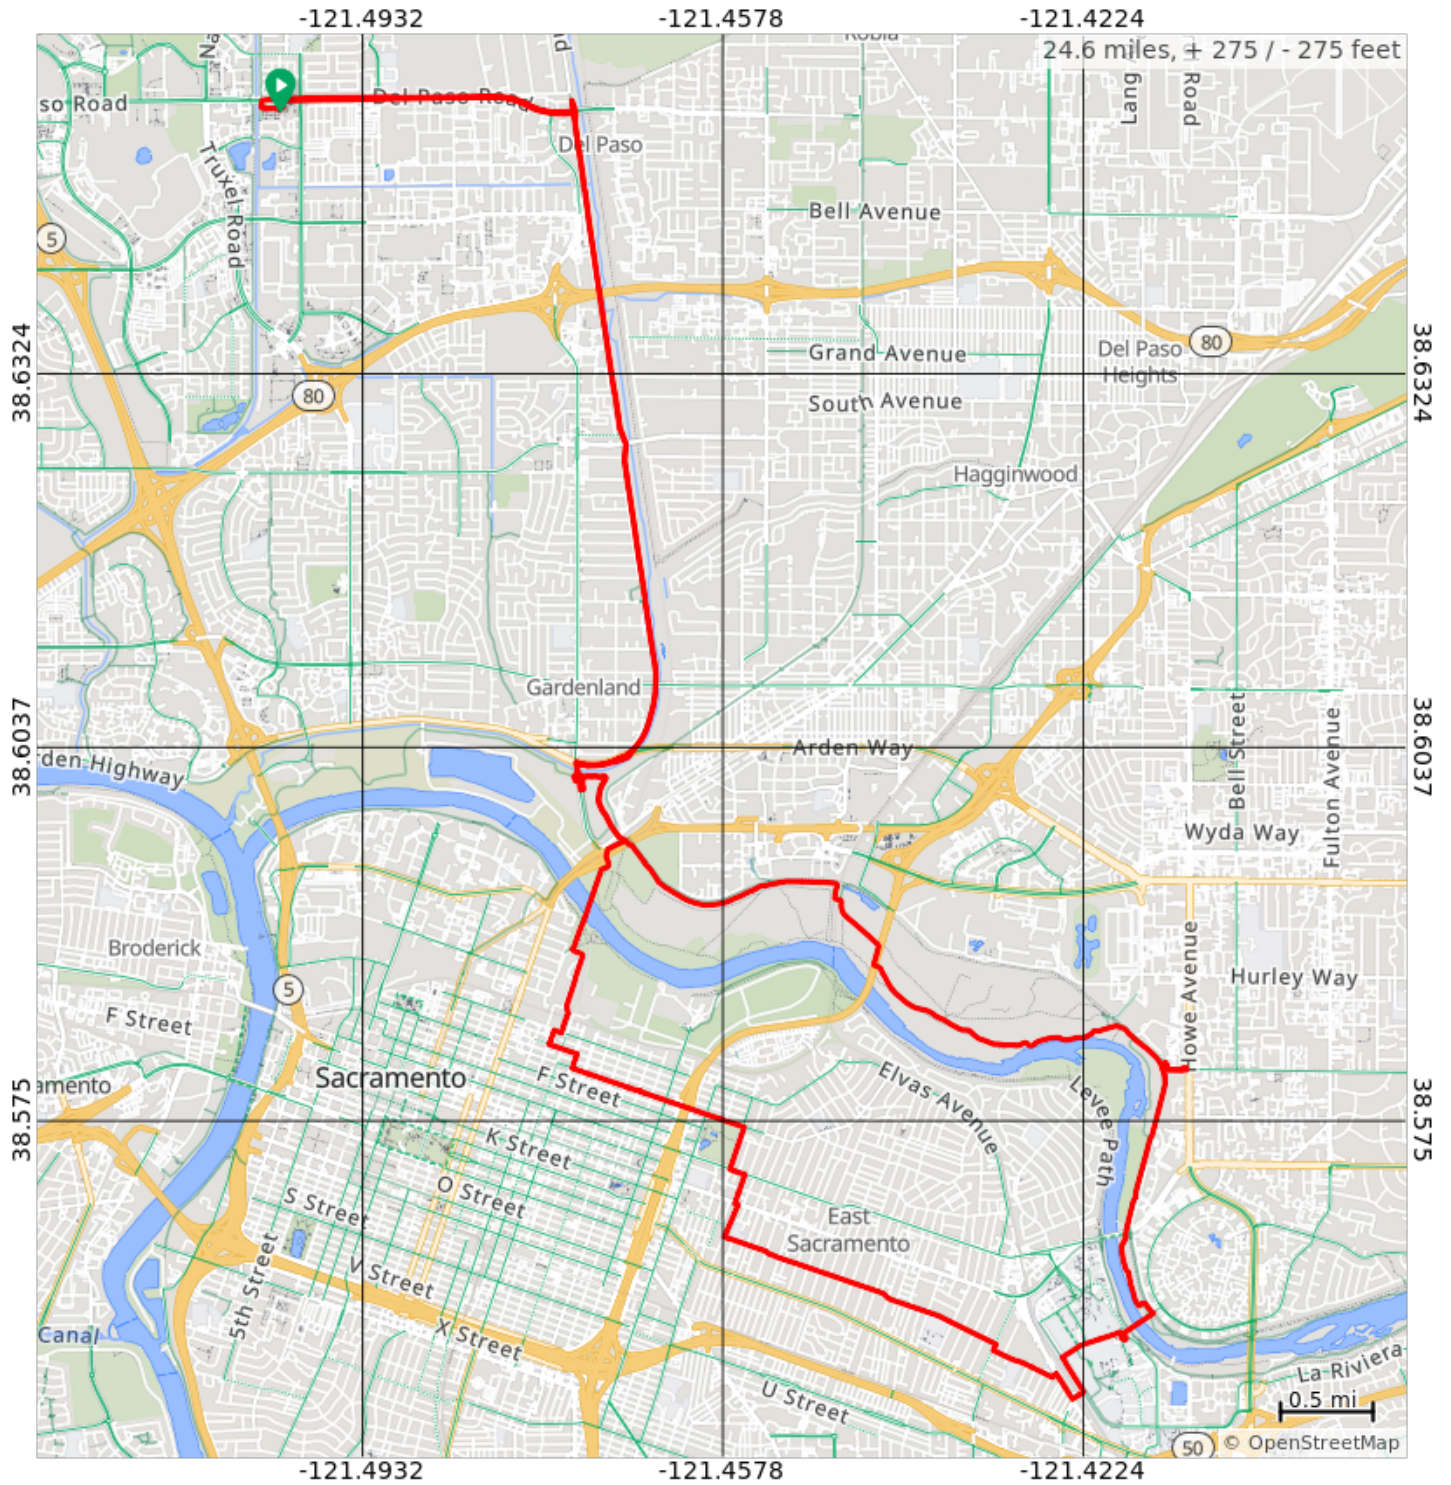 -121.4932
-121.4578
-121.4224
24.6 miles, + 275 / - 275 feet
Robla
so Road
Del Paso Road
Road
Del Paso
Truxel Road
Bell Avenue
5
80
Grand Avenue
Del Paso
Heights
38.6324
38.6324
80
South Avenue
Hagginwood
Gardenland
38.6037
38.6037
Arden Way
rden Highway
Bell Street
Fulton Avenue
Wyda Way
Broderick
Howe Avenue
Hurley Way
5
F Street
Sacramento
amento
F Street
Elvas Avenue
Levee Path
38.575
38.575
K Street
O Street
S Street
East
Sacramento
5th Street
V Street
X Street
Canal
U Street
La Riviera
0.5 mi
50
© OpenStreetMap
-121.4932
-121.4578
-121.4224